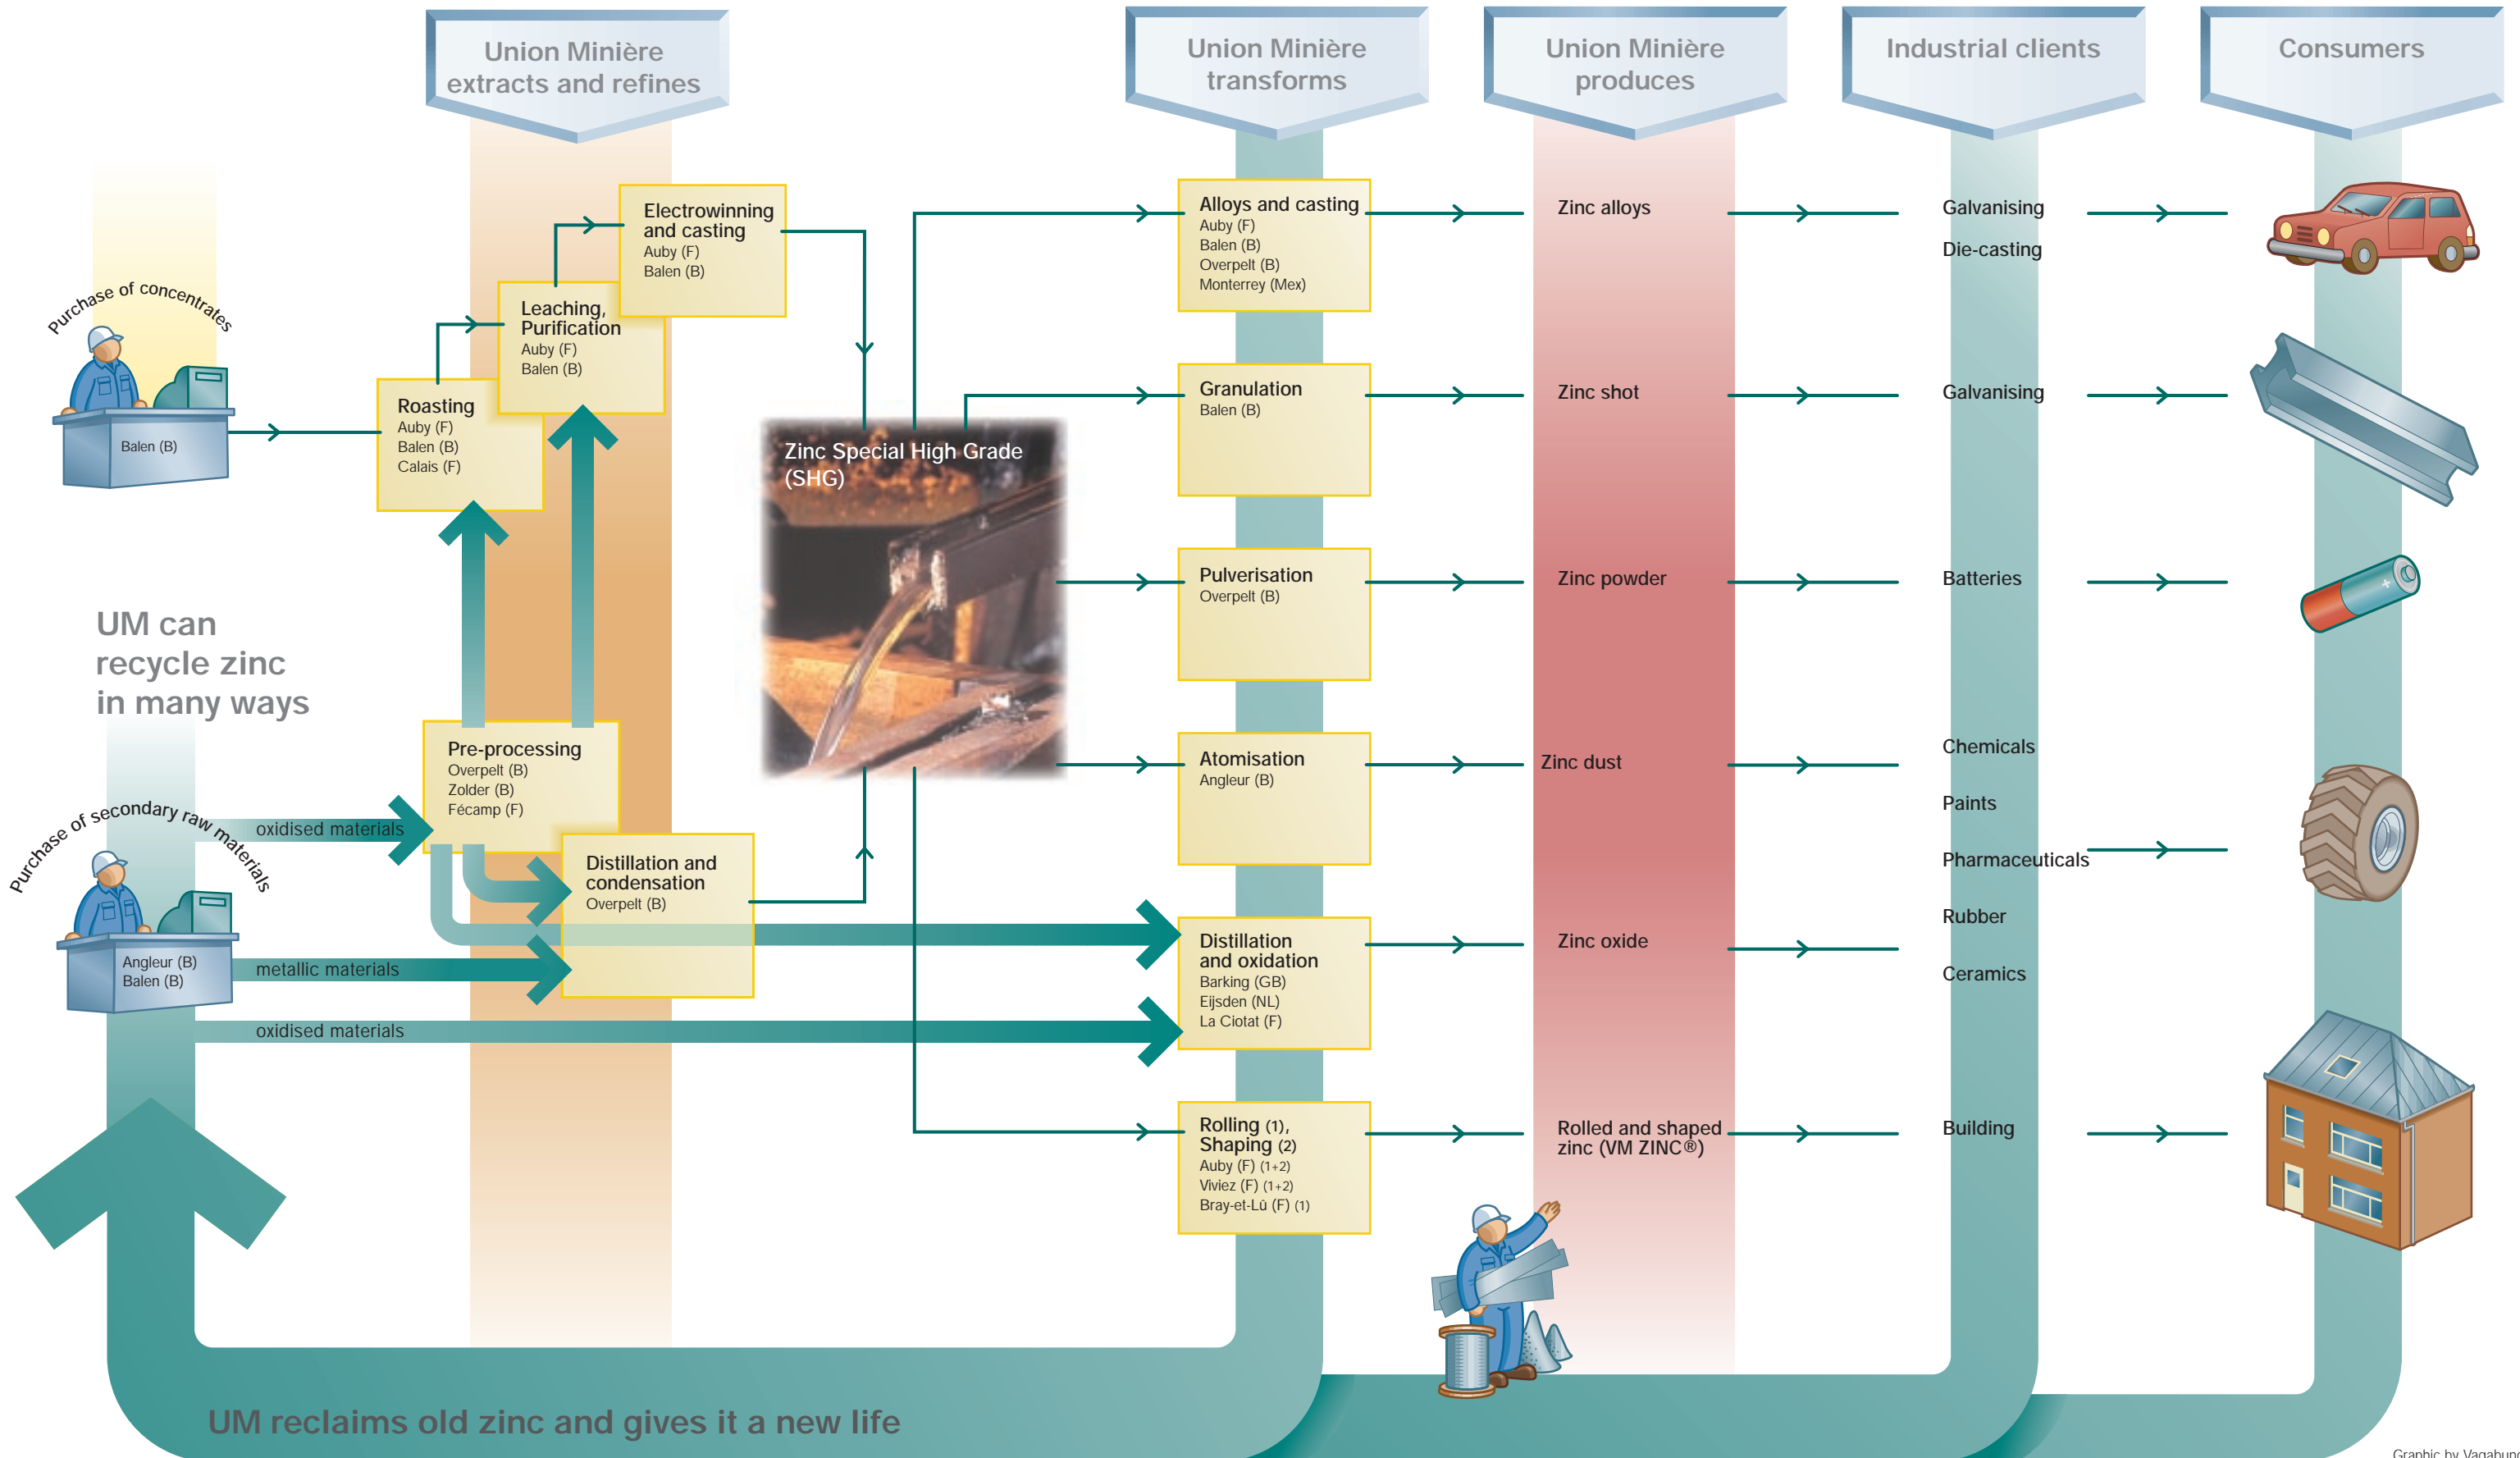 Union Minière
extracts and refines
Union Minière
transforms
Union Minière
produces
Industrial clients
Consumers
Purchase of concentrates
Balen (B)
Roasting
Auby (F)
Balen (B)
Calais (F)
Leaching,
Purification
Auby (F)
Balen (B)
Electrowinning
and casting
Auby (F)
Balen (B)
Zinc Special High Grade
(SHG)
UM can
recycle zinc
in many ways
Purchase of secondary raw materials
Angleur (B)
Balen (B)
oxidised materials
metallic materials
oxidised materials
Pre-processing
Overpelt (B)
Zolder (B)
Fécamp (F)
Distillation and
condensation
Overpelt (B)
Alloys and casting
Auby (F)
Balen (B)
Overpelt (B)
Monterrey (Mex)
Zinc alloys
Galvanising
Die-casting
Granulation
Balen (B)
Zinc shot
Galvanising
Pulverisation
Overpelt (B)
Zinc powder
Batteries
Atomisation
Angleur (B)
Zinc dust
Chemicals
Paints
Pharmaceuticals
Rubber
Ceramics
Distillation
and oxidation
Barking (GB)
Eijsden (NL)
La Ciotat (F)
Zinc oxide
Rolling (1),
Shaping (2)
Auby (F) (1+2)
Viviez (F) (1+2)
Bray-et-Lû (F) (1)
Rolled and shaped
zinc (VM ZINC®)
Building
UM reclaims old zinc and gives it a new life
Graphic by Vagabund